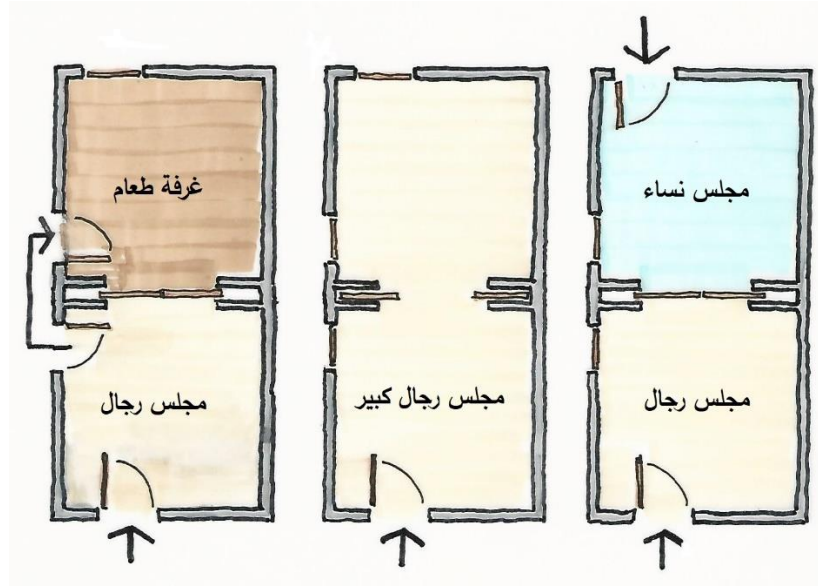 غرفة طعام
مجلس رجال
مجلس رجال كبير
مجلس نساء
مجلس رجال